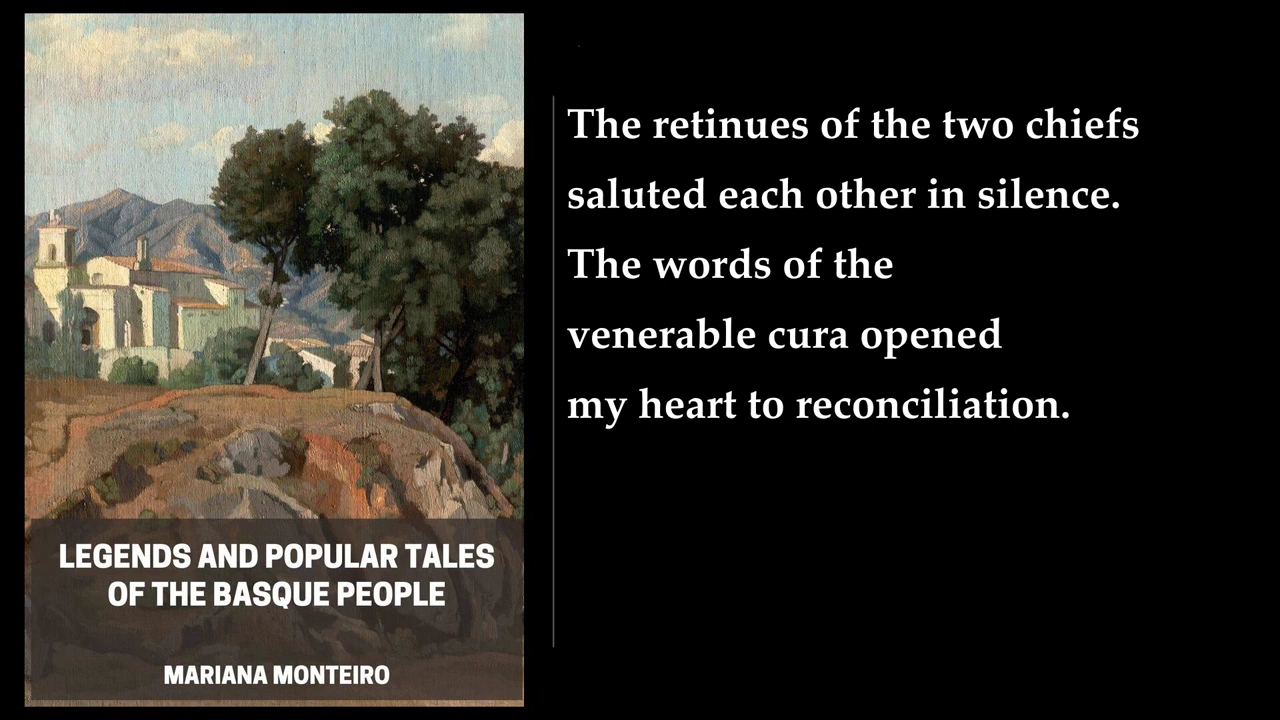 The retinues of the two chiefs
saluted each other in silence.
The words of the
venerable cura opened
my heart to reconciliation.
LEGENDS AND POPULAR TALES
OF THE BASQUE PEOPLE
MARIANA MONTEIRO